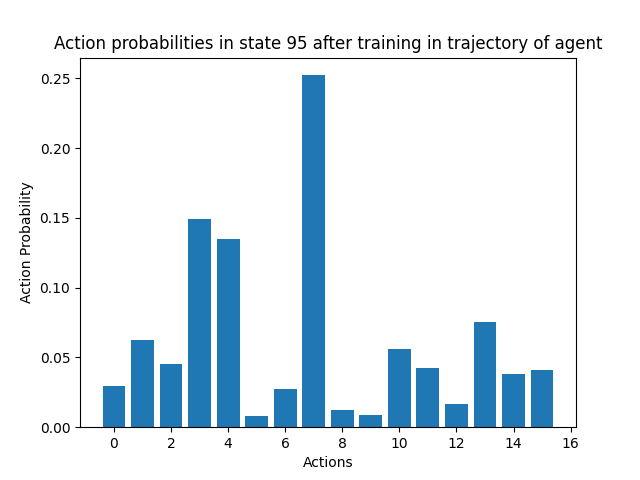 Action probabilities in state 95 after training in trajectory of agent
0.25
0.20
0.15
0.10
0.05
0.00
Action Probability
0 2 4 6 8 10 12 14 16
Actions